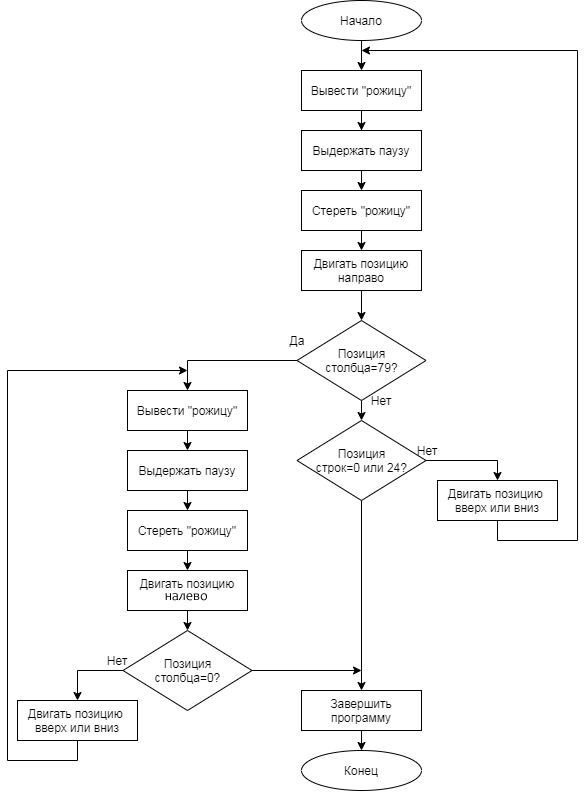 Начало
Вывести "рожицу"
Выдержать паузу
Стереть "рожицу"
Двигать позицию
направо
Да
Позиция
столбца=79?
Нет
Вывести "рожицу"
Позиция
строк=0 или 24?
Нет
Выдержать паузу
Двигать позицию
вверх или вниз
Стереть "рожицу"
Двигать позицию
налево
Нет
Позиция
столбца=0?
Двигать позицию
вверх или вниз
Завершить
программу
Конец